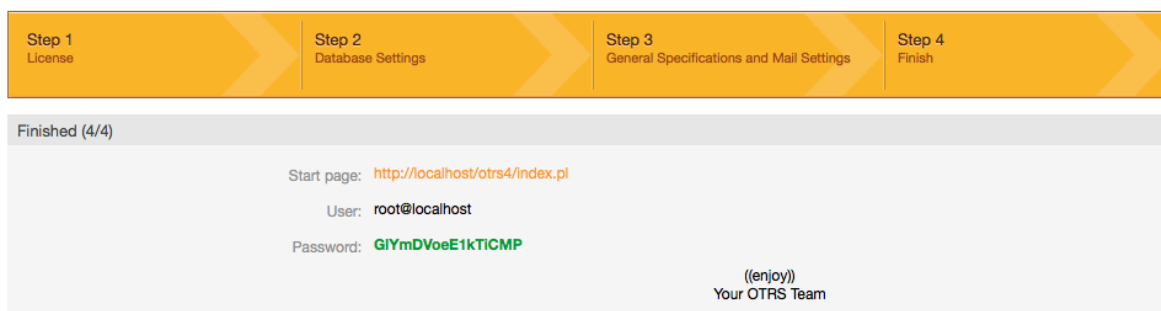 Step 1
License
Step 2
Database Settings
Step 3
General Specifications and Mail Settings
Step 4
Finish
Finished (4/4)
Start page: http://localhost/otrs4/index.pl
User: root@localhost
Password: GIYmDVoeE1kTiCMP
((enjoy))
Your OTRS Team